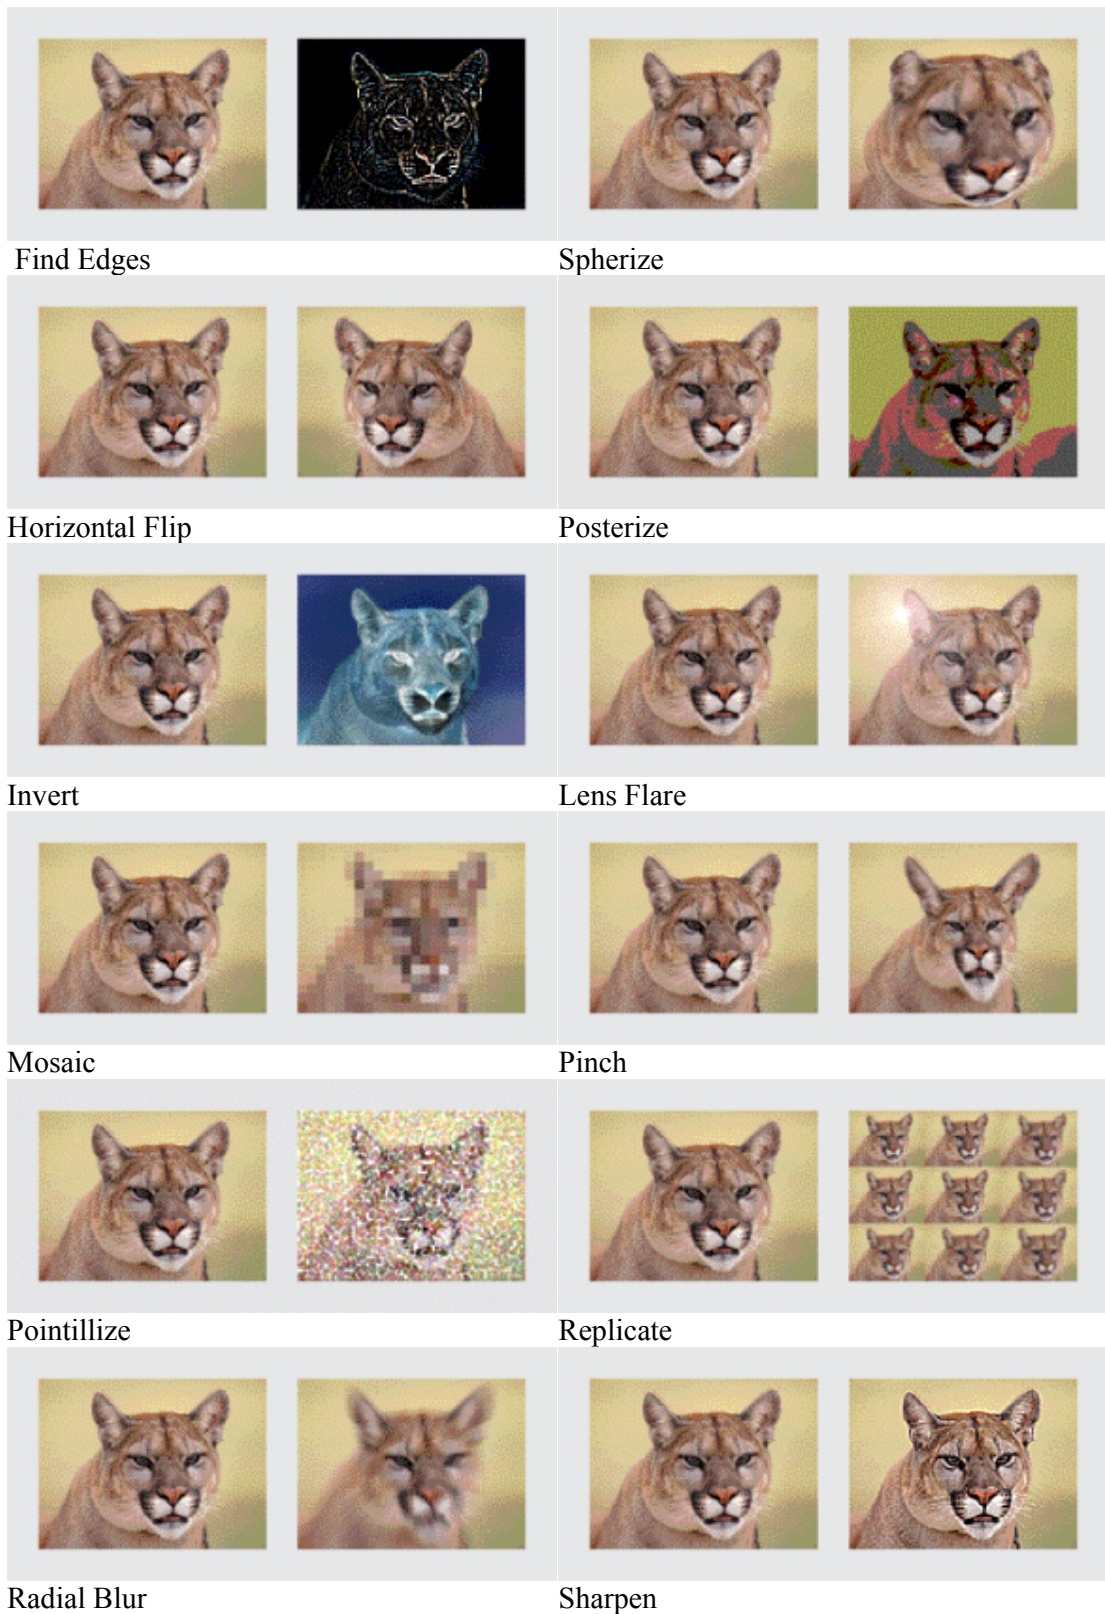 Find Edges
Spherize
Horizontal Flip
Posterize
Invert
Lens Flare
Mosaic
Pinch
Pointillize
Replicate
Radial Blur
Sharpen